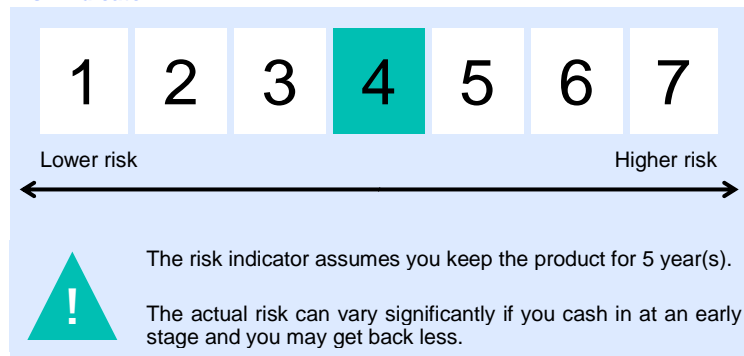 1 2 3 4 5 6 7
Lower risk Higher risk
The risk indicator assumes you keep the product for 5 year(s).
!
The actual risk can vary significantly if you cash in at an early
stage and you may get back less.